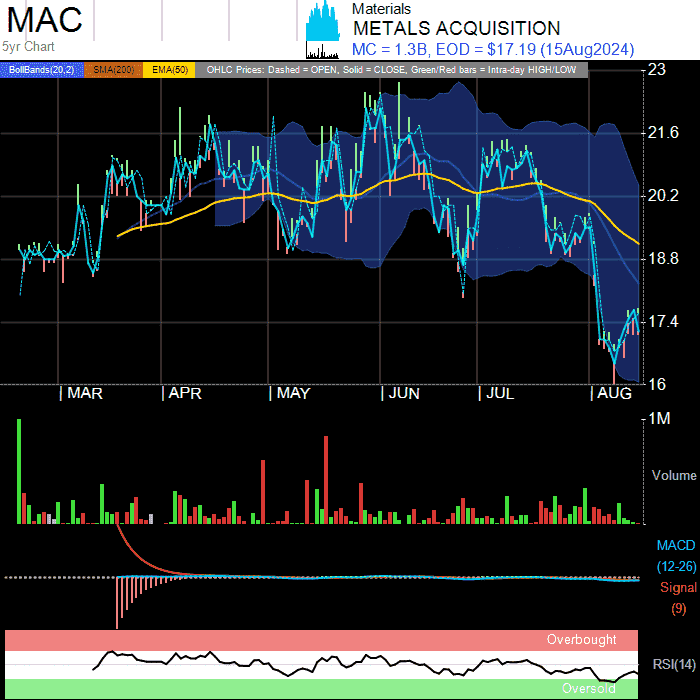 MAC
5yr Chart
Materials
METALS ACQUISITION
MC = 1.3B, EOD = $17.19 (15Aug2024)
BollBands(20,2) SMA(200) EMA(50) OHLC Prices: Dashed = OPEN, Solid = CLOSE, Green/Red bars = Intra-day HIGH/LOW
23
21.6
20.2
18.8
17.4
16
MAR APR MAY JUN JUL AUG
1M
Volume
MACD
(12-26)
Signal
(9)
Overbought
RSI(14)
Oversold